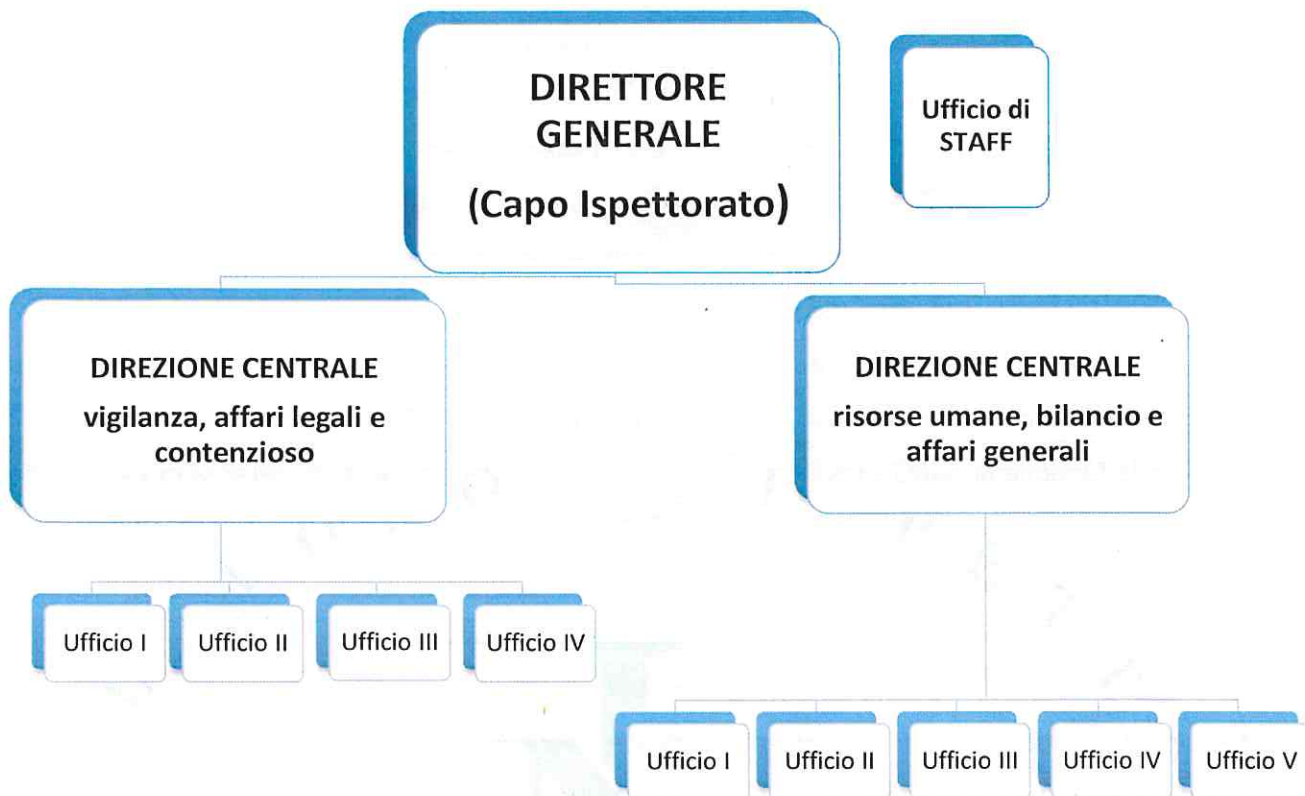 DIRETTORE
GENERALE
(Capo Ispettorato)
Ufficio di
STAFF
DIREZIONE CENTRALE
vigilanza, affari legali e
contenzioso
DIREZIONE CENTRALE
risorse umane, bilancio e
affari generali
Ufficio I
Ufficio II
Ufficio III
Ufficio IV
Ufficio I
Ufficio II
Ufficio III
Ufficio IV
Ufficio V